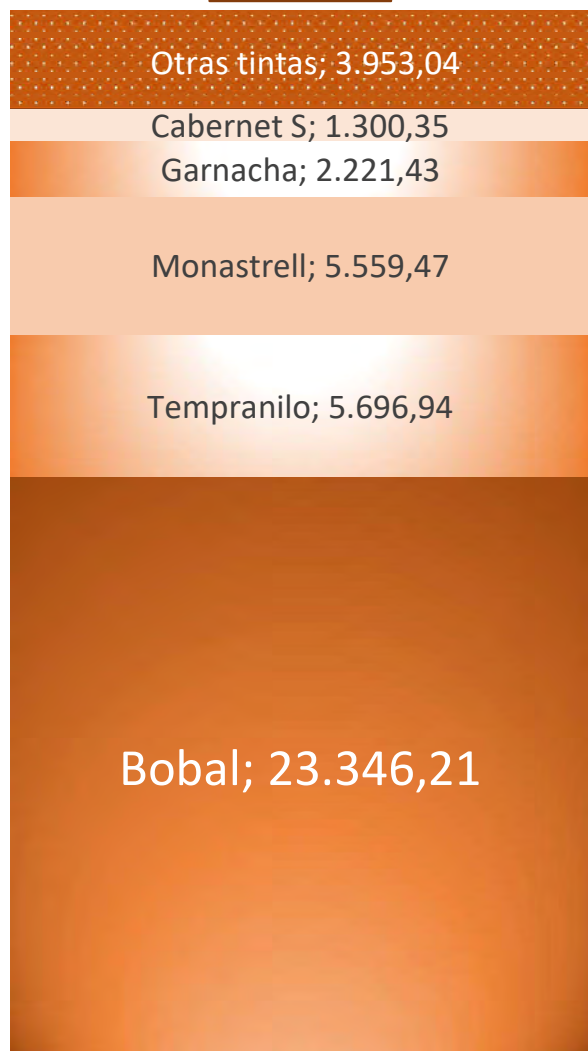 Otras tintas; 3.953,04
Cabernet S; 1.300,35
Garnacha; 2.221,43
Monastrell; 5.559,47
Tempranilo; 5.696,94
Bobal; 23.346,21